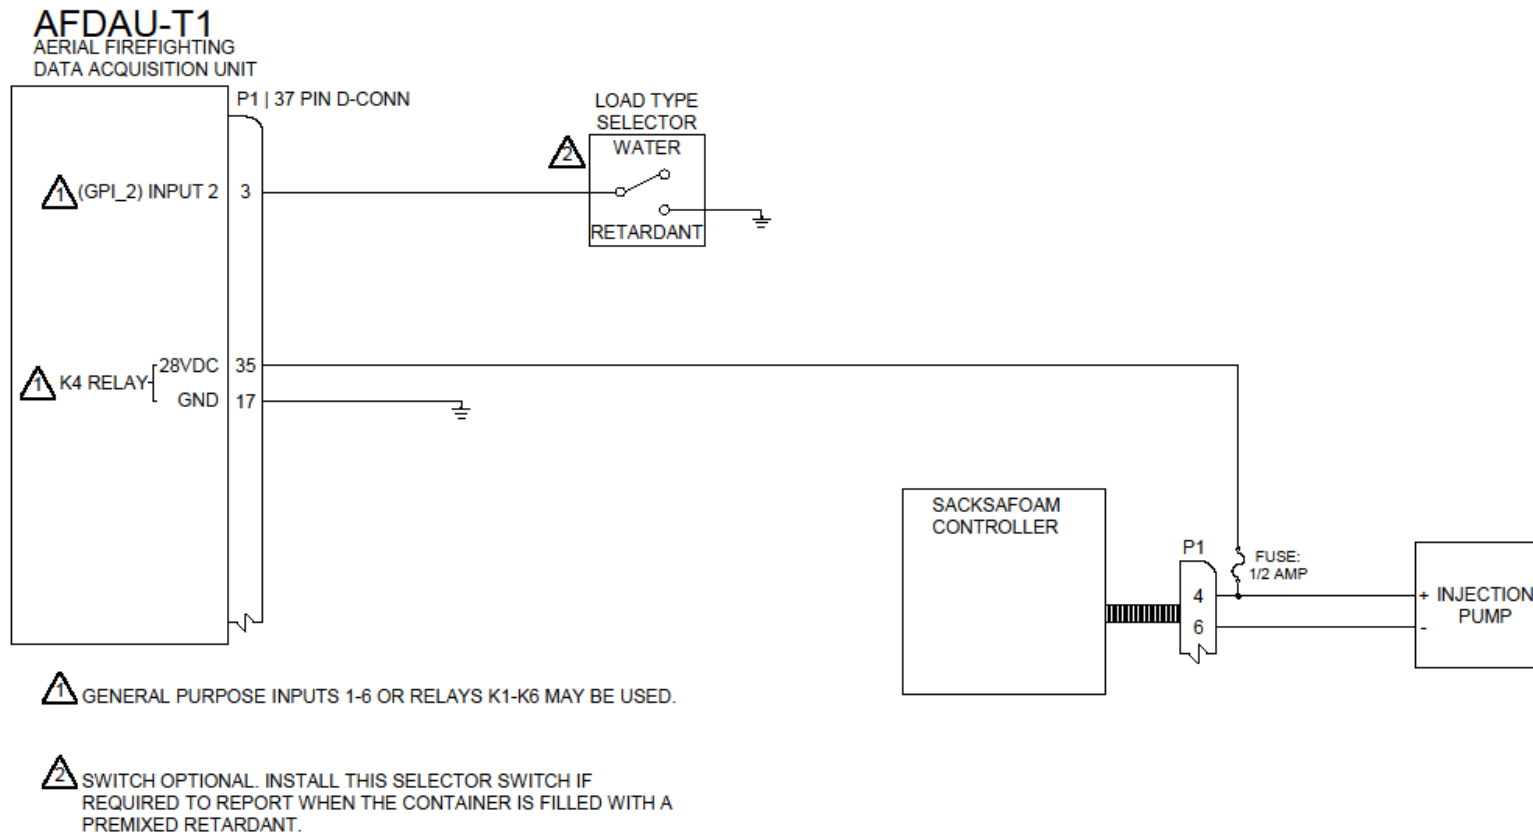 AFDAU-T1
AERIAL FIREFIGHTING
DATA ACQUISITION UNIT
P1 | 37 PIN D-CONN
LOAD TYPE
SELECTOR
2
WATER
1 (GPI_2) INPUT 2
3
RETARDANT
28VDC
35
1 K4 RELAY
GND
17
SACKSAFOAM
CONTROLLER
P1
FUSE:
1/2 AMP
4
6
+ INJECTION
PUMP
-
1 GENERAL PURPOSE INPUTS 1-6 OR RELAYS K1-K6 MAY BE USED.
2 SWITCH OPTIONAL. INSTALL THIS SELECTOR SWITCH IF
REQUIRED TO REPORT WHEN THE CONTAINER IS FILLED WITH A
PREMIXED RETARDANT.